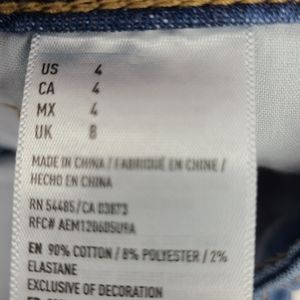 US 4
CA 4
MX 4
UK 8
MADE IN CHINA / FABRIQUÉ EN CHINE /
HECHO EN CHINA
RN 54485/CA 03873
RFC# AEM120605U9A
EN 90% COTTON / 8% POLYESTER / 2%
ELASTANE
EXCLUSIVE OF DECORATION